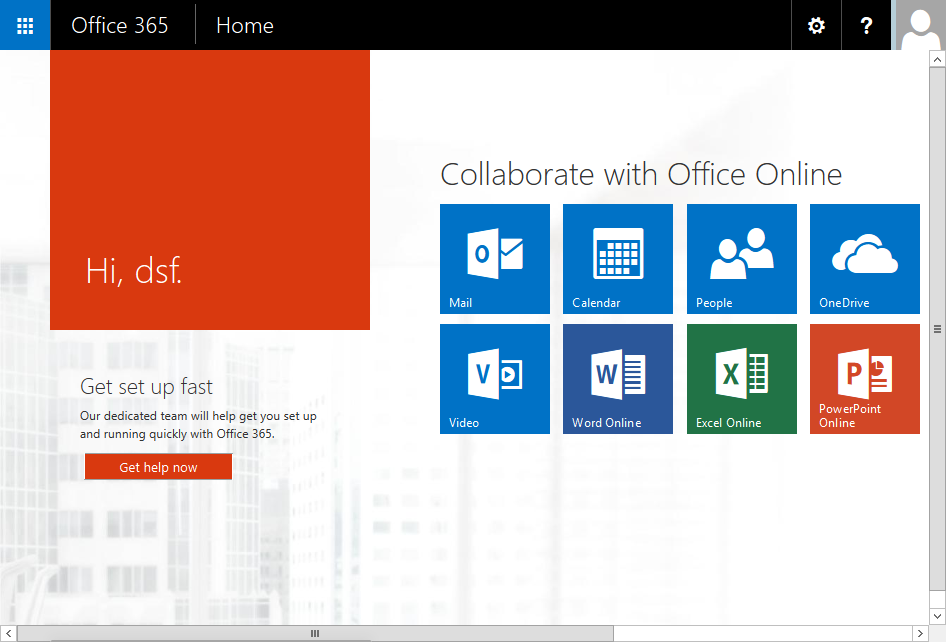 Office 365
Home
?
Hi, dsf.
Get set up fast
Our dedicated team will help get you set up
and running quickly with Office 365.
Get help now
Collaborate with Office Online
O
Mail
Calendar
People
OneDrive
V
Video
W
Word Online
X
Excel Online
P
PowerPoint
Online